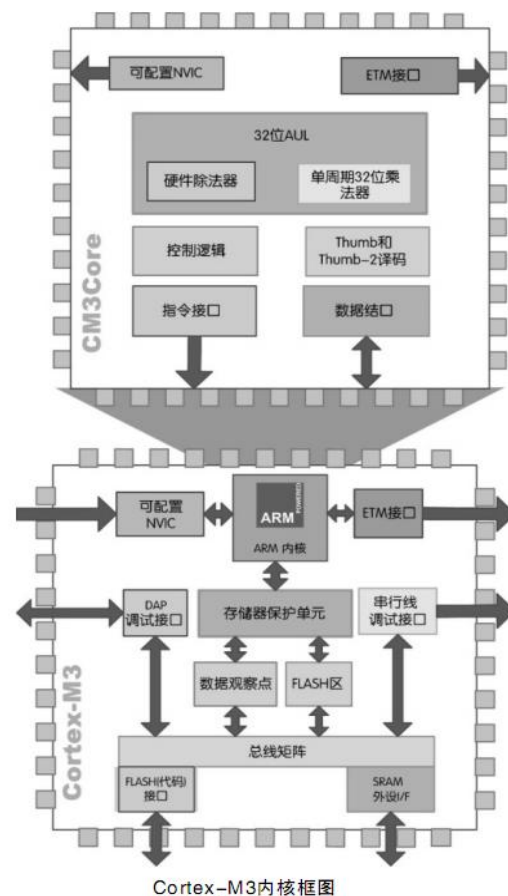 可配置NVIC
ETM接口
32位AUL
硬件除法器
单周期32位乘
法器
控制逻辑
Thumb和
Thumb-2译码
指令接口
数据结口
CM3Core
可配置
NVIC
ARM
POWERED
ARM 内核
ETM接口
DAP
调试接口
存储器保护单元
串行线
调试接口
数据观察点
FLASH区
总线矩阵
FLASH(代码)
接口
SRAM
外设I/F
Cortex-M3
Cortex-M3内核框图